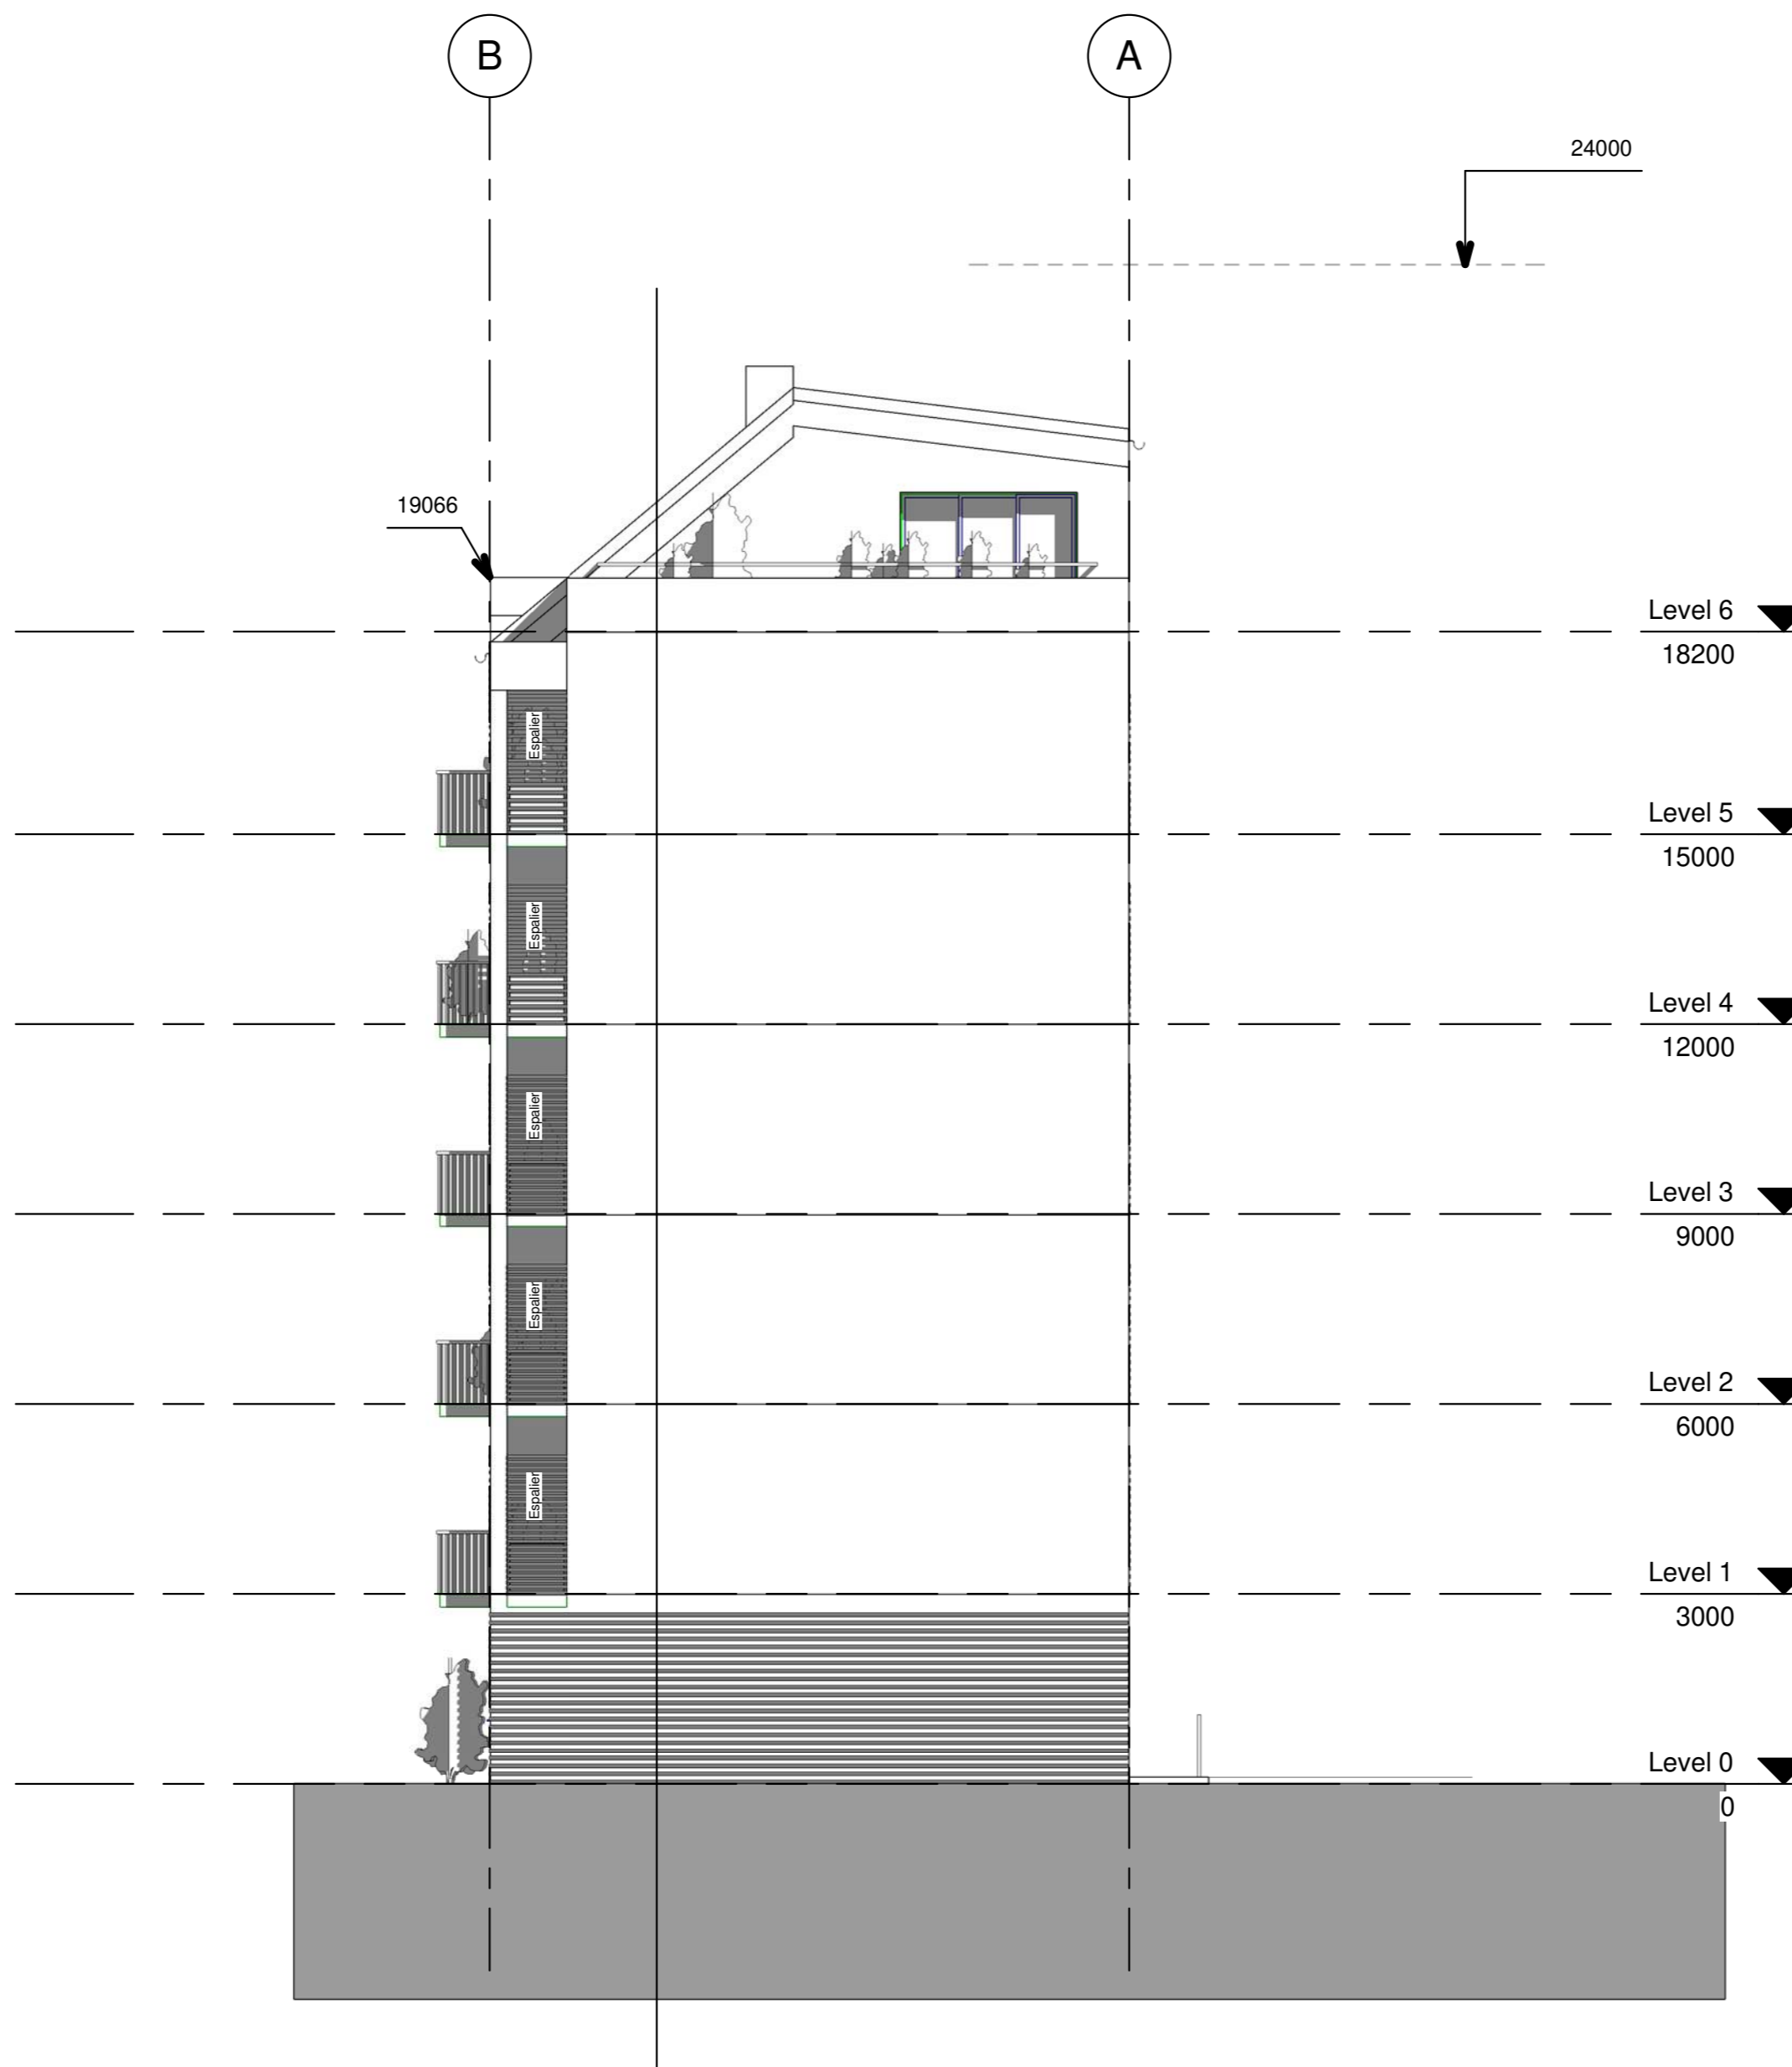 B
A
24000
19066
Level 6
18200
Espalier
Level 5
15000
Espalier
Level 4
12000
Espalier
Level 3
9000
Espalier
Level 2
6000
Espalier
Level 1
3000
Level 0
0